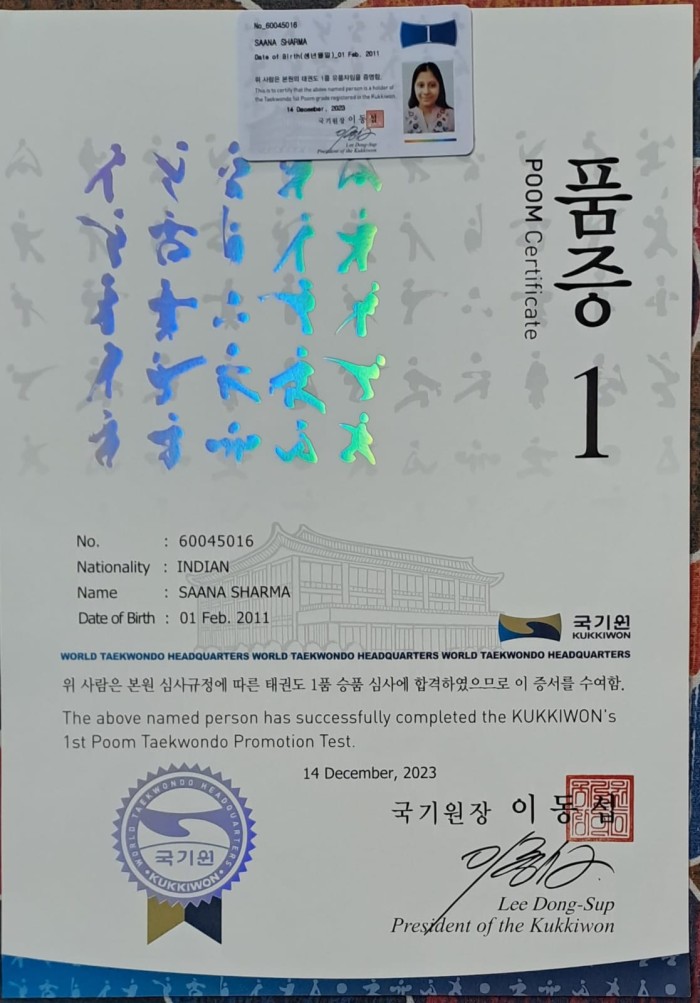 No_60045016
SAANA SHARMA
Date of Birth(생년월일)_01 Feb. 2011
위 사람은 본원의 태권도 1품 유품자임을 증명함.
This is to certify that the above named person is a holder of
the Taekwondo 1st Poom grade registered in the Kukkiwon.
14 December, 2023
국기원장 이동섭
Lee Dong-Sup
President of the Kukkiwon
1
품증
1
POOM Certificate
No. : 60045016
Nationality : INDIAN
Name : SAANA SHARMA
Date of Birth : 01 Feb. 2011
국기원
KUKKIWON
WORLD TAEKWONDO HEADQUARTERS WORLD TAEKWONDO HEADQUARTERS WORLD TAEKWONDO HEADQUARTERS
위 사람은 본원 심사규정에 따른 태권도 1품 승품 심사에 합격하였으므로 이 증서를 수여함.
The above named person has successfully completed the KUKKIWON's
1st Poom Taekwondo Promotion Test.
14 December, 2023
국기원장 이동섭
Lee Dong-Sup
President of the Kukkiwon
WORLD TAEKWONDO HEADQUARTERS
국기원
KUKKIWON